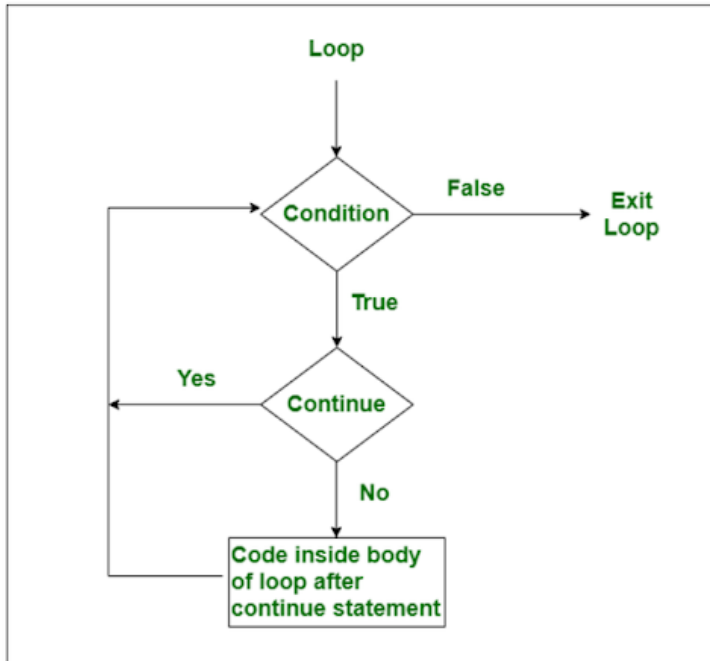 Loop
Condition
False
Exit
Loop
True
Yes
Continue
No
Code inside body
of loop after
continue statement